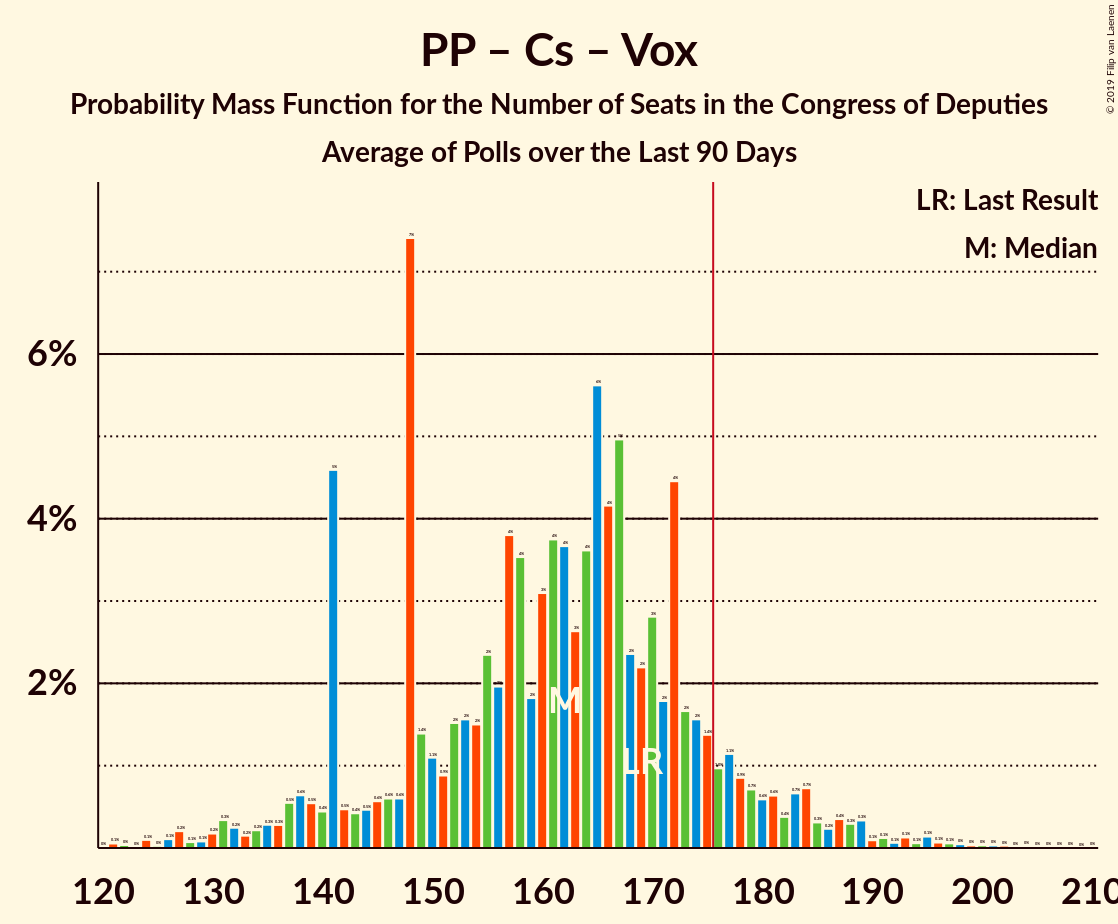 PP – Cs – Vox
Probability Mass Function for the Number of Seats in the Congress of Deputies
Average of Polls over the Last 90 Days
© 2019 Filip van Laenen
LR: Last Result
M: Median
6%
4%
2%
M
LR
120 130 140 150 160 170 180 190 200 210